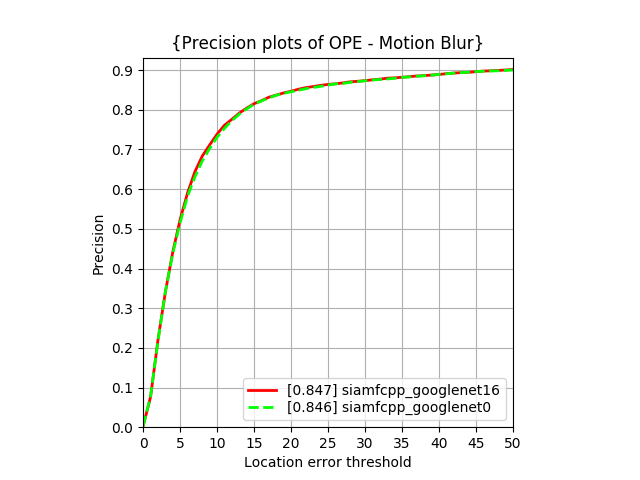 {Precision plots of OPE - Motion Blur}
0.9
0.8
0.7
0.6
0.5
0.4
0.3
0.2
0.1
0.0
Precision
[0.847] siamfcpp_googlenet16
[0.846] siamfcpp_googlenet0
0 5 10 15 20 25 30 35 40 45 50
Location error threshold